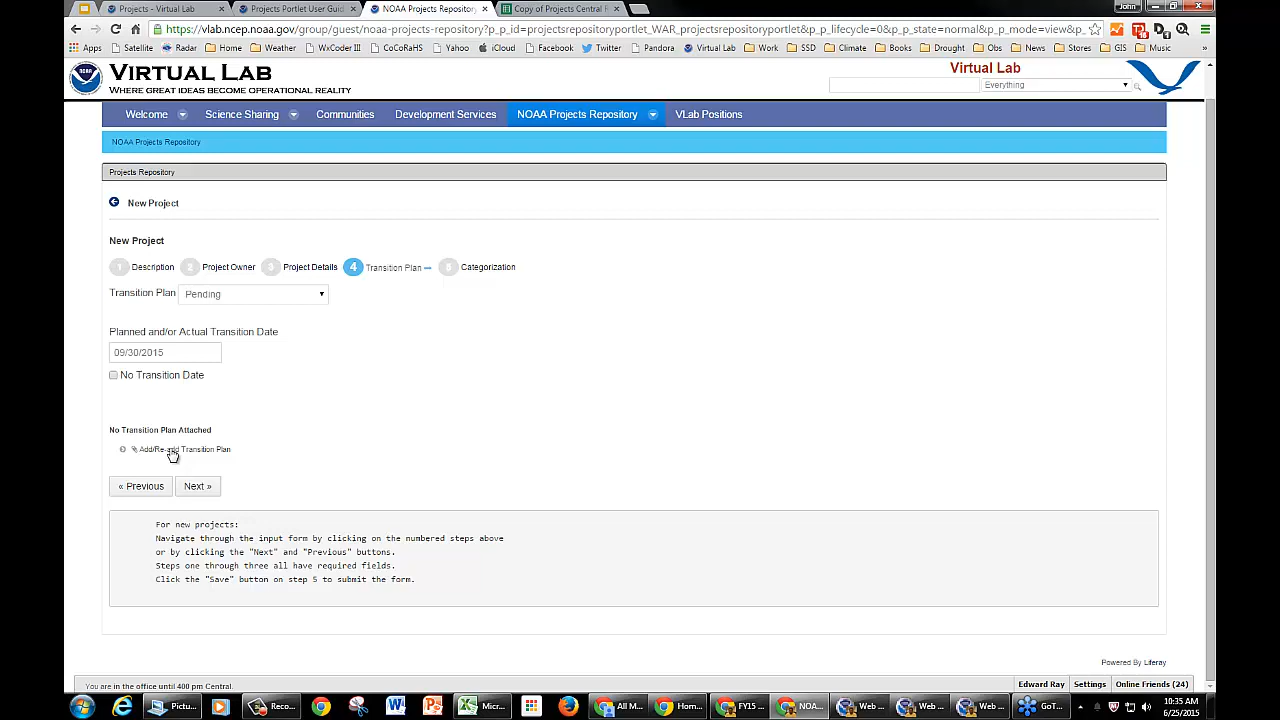 Projects - Virtual Lab
Projects Portlet User Guid
NOAA Projects Repository
Copy of Projects Central R
John
https://vlab.ncep.noaa.gov/group/guest/noaa-projects-repository?p_p_id=projectsrepositoryportlet_WAR_projectsrepositoryportlet&p_p_lifecycle=0&p_p_state=normal&p_p_mode=view&p_
Apps Satellite Radar Home Weather WxCoder III CoCoRaHS Yahoo iCloud Facebook Twitter Pandora Virtual Lab Work SSD Climate Books Drought Obs News Stores GIS Music »
VIRTUAL LAB
WHERE GREAT IDEAS BECOME OPERATIONAL REALITY
Virtual Lab
Everything
Welcome Science Sharing Communities Development Services NOAA Projects Repository VLab Positions
NOAA Projects Repository
Projects Repository
New Project
New Project
1 Description 2 Project Owner 3 Project Details 4 Transition Plan 5 Categorization
Transition Plan Pending
Planned and/or Actual Transition Date
09/30/2015
No Transition Date
No Transition Plan Attached
Add/Re-add Transition Plan
« Previous Next »
For new projects:
Navigate through the input form by clicking on the numbered steps above
or by clicking the "Next" and "Previous" buttons.
Steps one through three all have required fields.
Click the "Save" button on step 5 to submit the form.
Powered By Liferay
You are in the office until 400 pm Central.
Edward Ray Settings Online Friends (24)
Pictu... Reco... Micr... All M... Hom... FY15 ... NOA... Web ... Web ... Web ... GoT...
10:35 AM
6/25/2015